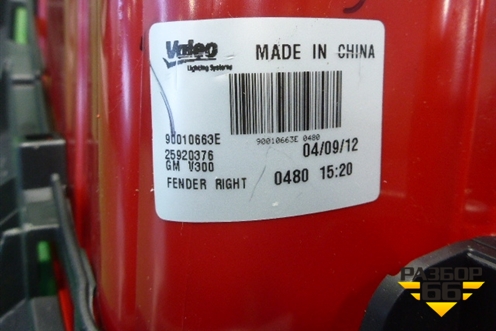 Valeo MADE IN CHINA
Lighting Systems
90010663E 90010663E 0480
25920376 04/09/12
GM V300
FENDER RIGHT 0480 15:20
РАЗБОР
66